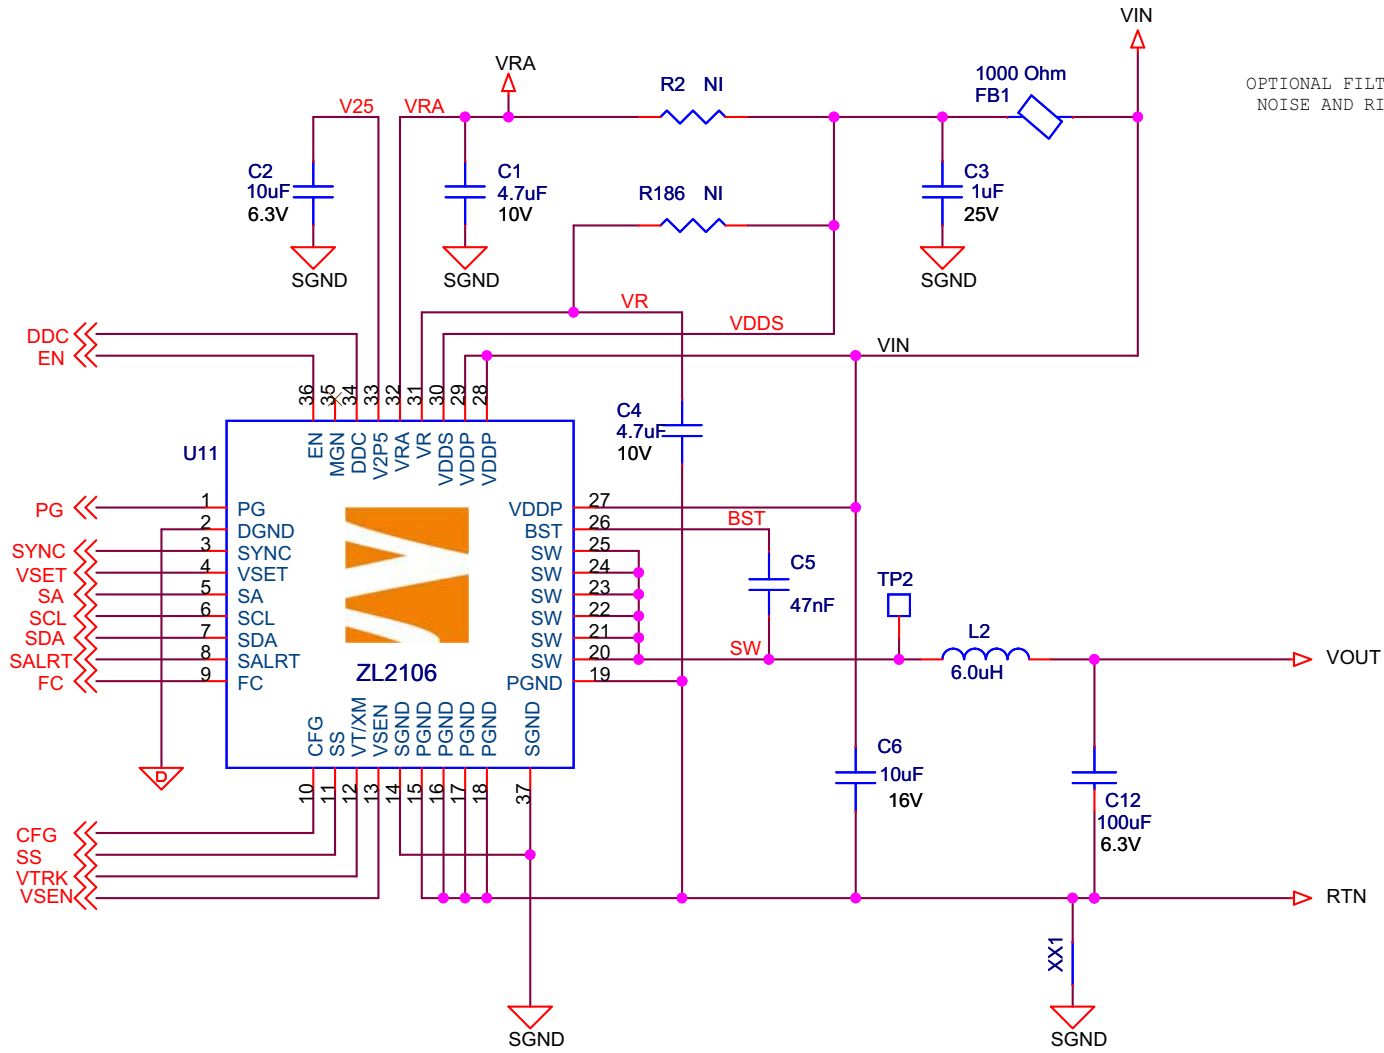 VIN
VRA
1000 Ohm
FB1
R2 NI
OPTIONAL FILT
NOISE AND RI
V25
VRA
C2
10uF
6.3V
C1
4.7uF
10V
R186 NI
C3
1uF
25V
SGND
SGND
SGND
VR
VDDS
VIN
DDC
EN
36
35
34
33
32
31
30
29
28
C4
4.7uF
10V
U11
EN
MGN
DDC
V2P5
VRA
VR
VDDS
VDDP
VDDP
PG
1
PG
VDDP
27
2
DGND
BST
26
BST
SYNC
3
SYNC
SW
25
VSET
4
VSET
SW
24
C5
47nF
SA
5
SA
SW
23
TP2
SCL
6
SCL
SW
22
SDA
7
SDA
SW
21
L2
6.0uH
SALRT
8
SALRT
SW
20
SW
VOUT
FC
9
FC
ZL2106
PGND
19
CFG
SS
VT/XM
VSEN
SGND
PGND
PGND
PGND
PGND
SGND
D
10
11
12
13
14
15
16
17
18
37
C6
10uF
16V
C12
100uF
6.3V
CFG
SS
VTRK
VSEN
RTN
XX1
SGND
SGND